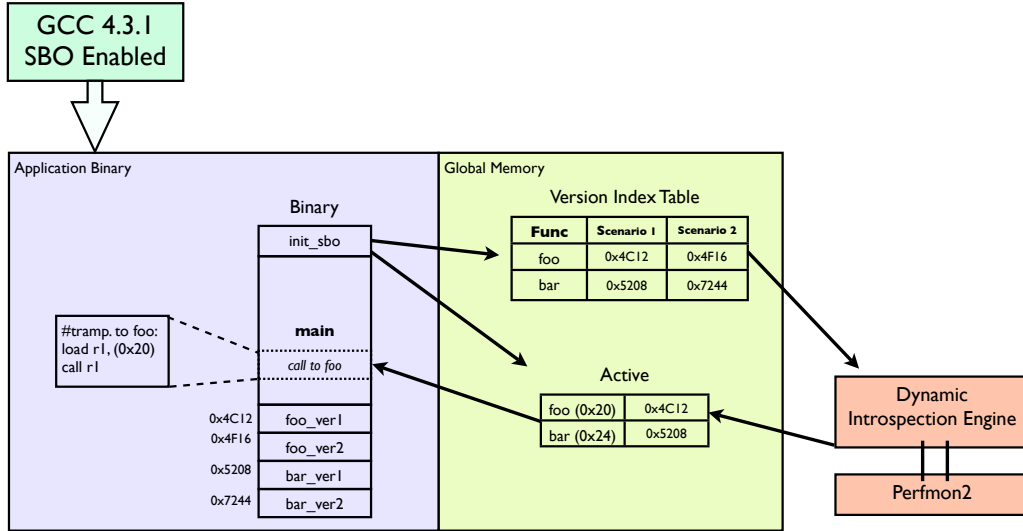 GCC 4.3.1
SBO Enabled
Application Binary
Global Memory
Binary
init_sbo
main
call to foo
#tramp. to foo:
load r1, (0x20)
call r1
0x4C12 foo_ver1
0x4F16 foo_ver2
0x5208 bar_ver1
0x7244 bar_ver2
Version Index Table
Func Scenario 1 Scenario 2
foo 0x4C12 0x4F16
bar 0x5208 0x7244
Active
foo (0x20) 0x4C12
bar (0x24) 0x5208
Dynamic
Introspection Engine
Perfmon2